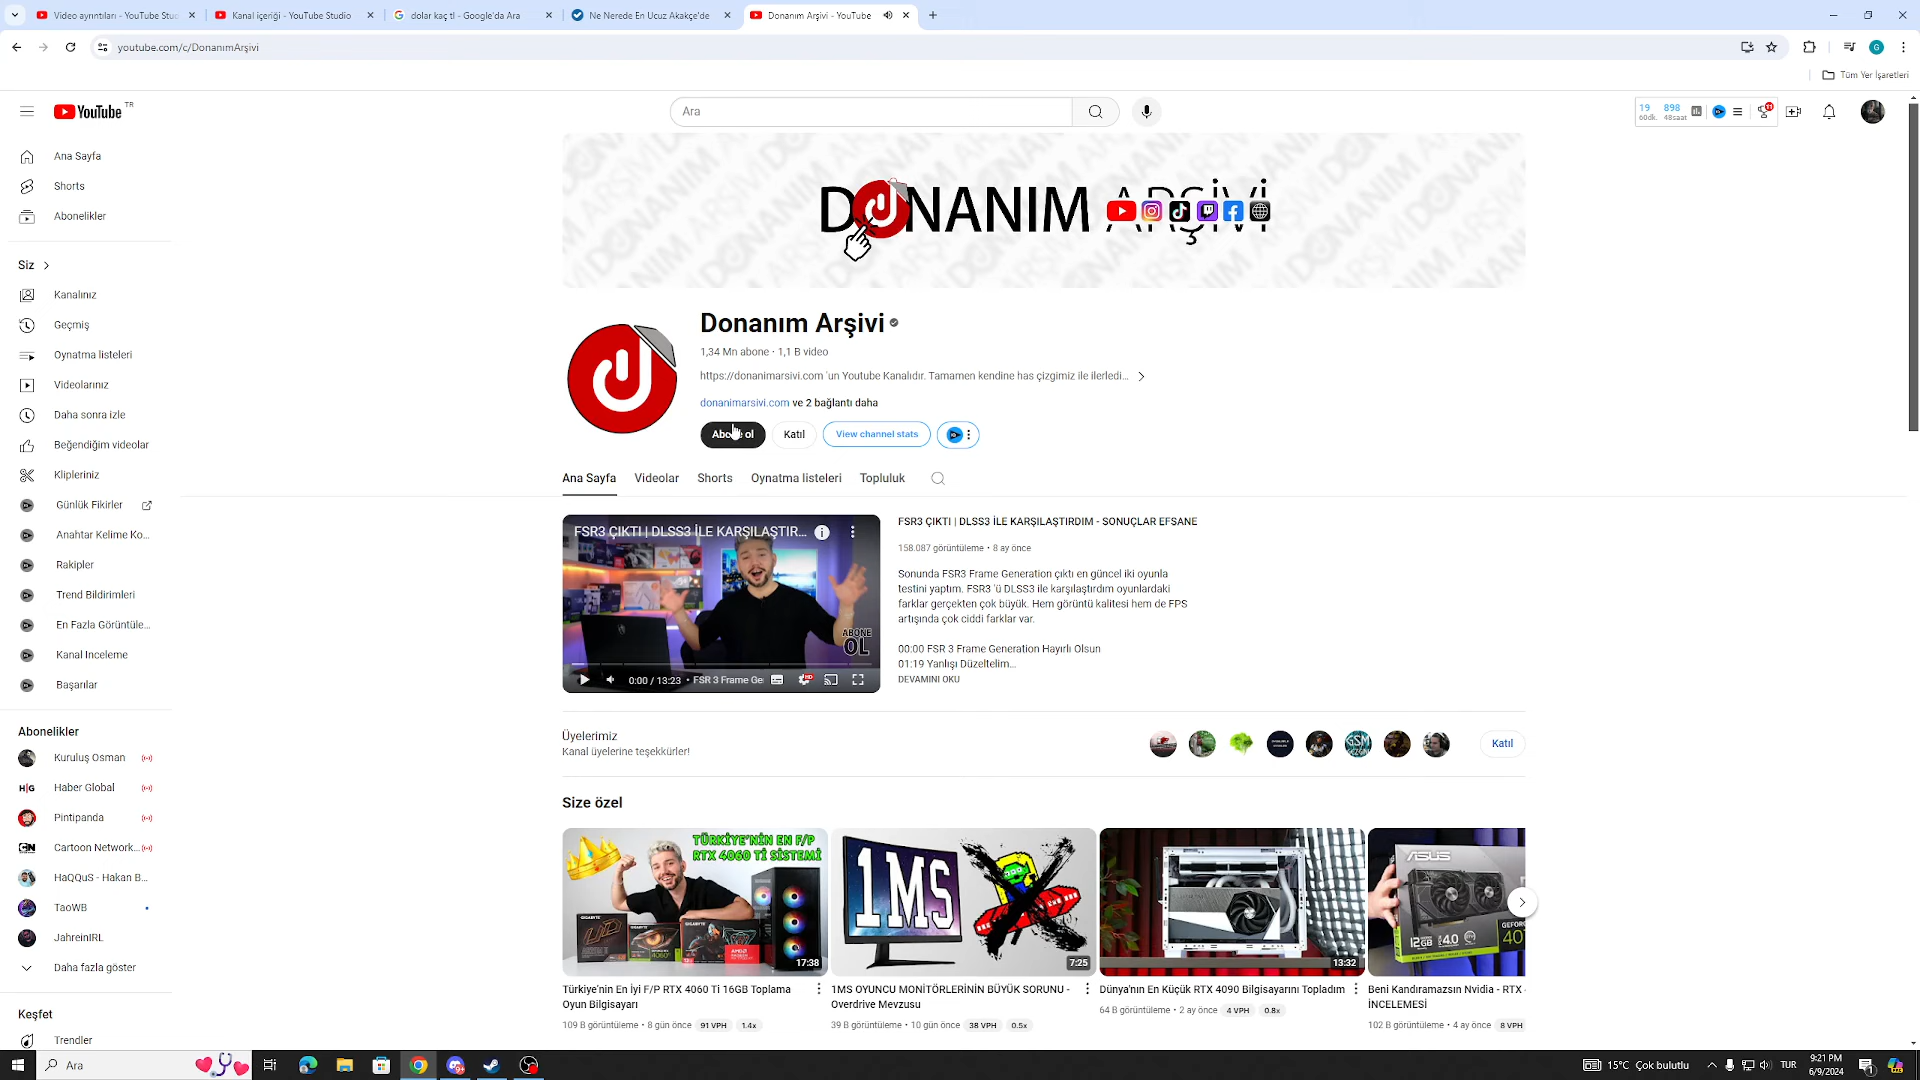 Video ayrıntıları - YouTube Stud
Kanal içeriği - YouTube Studio
dolar kaç tl - Google'da Ara
Ne Nerede En Ucuz Akakçe'de
Donanım Arşivi - YouTube
youtube.com/c/DonanımArşivi
G
Tüm Yer İşaretleri
YouTube TR
Ara
19 898
60dk. 48saat
11
Ana Sayfa
Shorts
Abonelikler
Siz
Kanalınız
Geçmiş
Oynatma listeleri
Videolarınız
Daha sonra izle
Beğendiğim videolar
Klipleriniz
Günlük Fikirler
Anahtar Kelime Ko...
Rakipler
Trend Bildirimleri
En Fazla Görüntüle...
Kanal İnceleme
Başarılar
Abonelikler
Kuruluş Osman
Haber Global
Pintipanda
Cartoon Network...
HaQQuS - Hakan B...
TaoWB
JahreinIRL
Daha fazla göster
Keşfet
Trendler
DONANIM ARŞİVİ
Donanım Arşivi
1,34 Mn abone · 1,1 B video
https://donanimarsivi.com 'un Youtube Kanalıdır. Tamamen kendine has çizgimiz ile ilerledi...
donanimarsivi.com ve 2 bağlantı daha
Abone ol
Katıl
View channel stats
Ana Sayfa
Videolar
Shorts
Oynatma listeleri
Topluluk
FSR3 ÇIKTI | DLSS3 İLE KARŞILAŞTIR...
ABONE
OL
0:00 / 13:23 • FSR 3 Frame Ge
FSR3 ÇIKTI | DLSS3 İLE KARŞILAŞTIRDIM - SONUÇLAR EFSANE
158.087 görüntüleme • 8 ay önce
Sonunda FSR3 Frame Generation çıktı en güncel iki oyunla
testini yaptım. FSR3 'ü DLSS3 ile karşılaştırdım oyunlardaki
farklar gerçekten çok büyük. Hem görüntü kalitesi hem de FPS
artışında çok ciddi farklar var.
00:00 FSR 3 Frame Generation Hayırlı Olsun
01:19 Yanlışı Düzeltelim...
DEVAMINI OKU
Üyelerimiz
Kanal üyelerine teşekkürler!
Katıl
Size özel
TÜRKİYE'NİN EN F/P
RTX 4060 Tİ SİSTEMİ
17:38
Türkiye'nin En İyi F/P RTX 4060 Ti 16GB Toplama
Oyun Bilgisayarı
109 B görüntüleme • 8 gün önce 91 VPH 1.4x
1MS
7:25
1MS OYUNCU MONİTÖRLERİNİN BÜYÜK SORUNU -
Overdrive Mevzusu
39 B görüntüleme • 10 gün önce 38 VPH 0.5x
13:32
Dünya'nın En Küçük RTX 4090 Bilgisayarını Topladım
64 B görüntüleme • 2 ay önce 4 VPH 0.8x
ASUS
12GB
4.0
GEFOR
40
Beni Kandıramazsın Nvidia - RTX
İNCELEMESİ
102 B görüntüleme • 4 ay önce 8 VPH
Ara
15°C Çok bulutlu
TUR
9:21 PM
6/9/2024
1